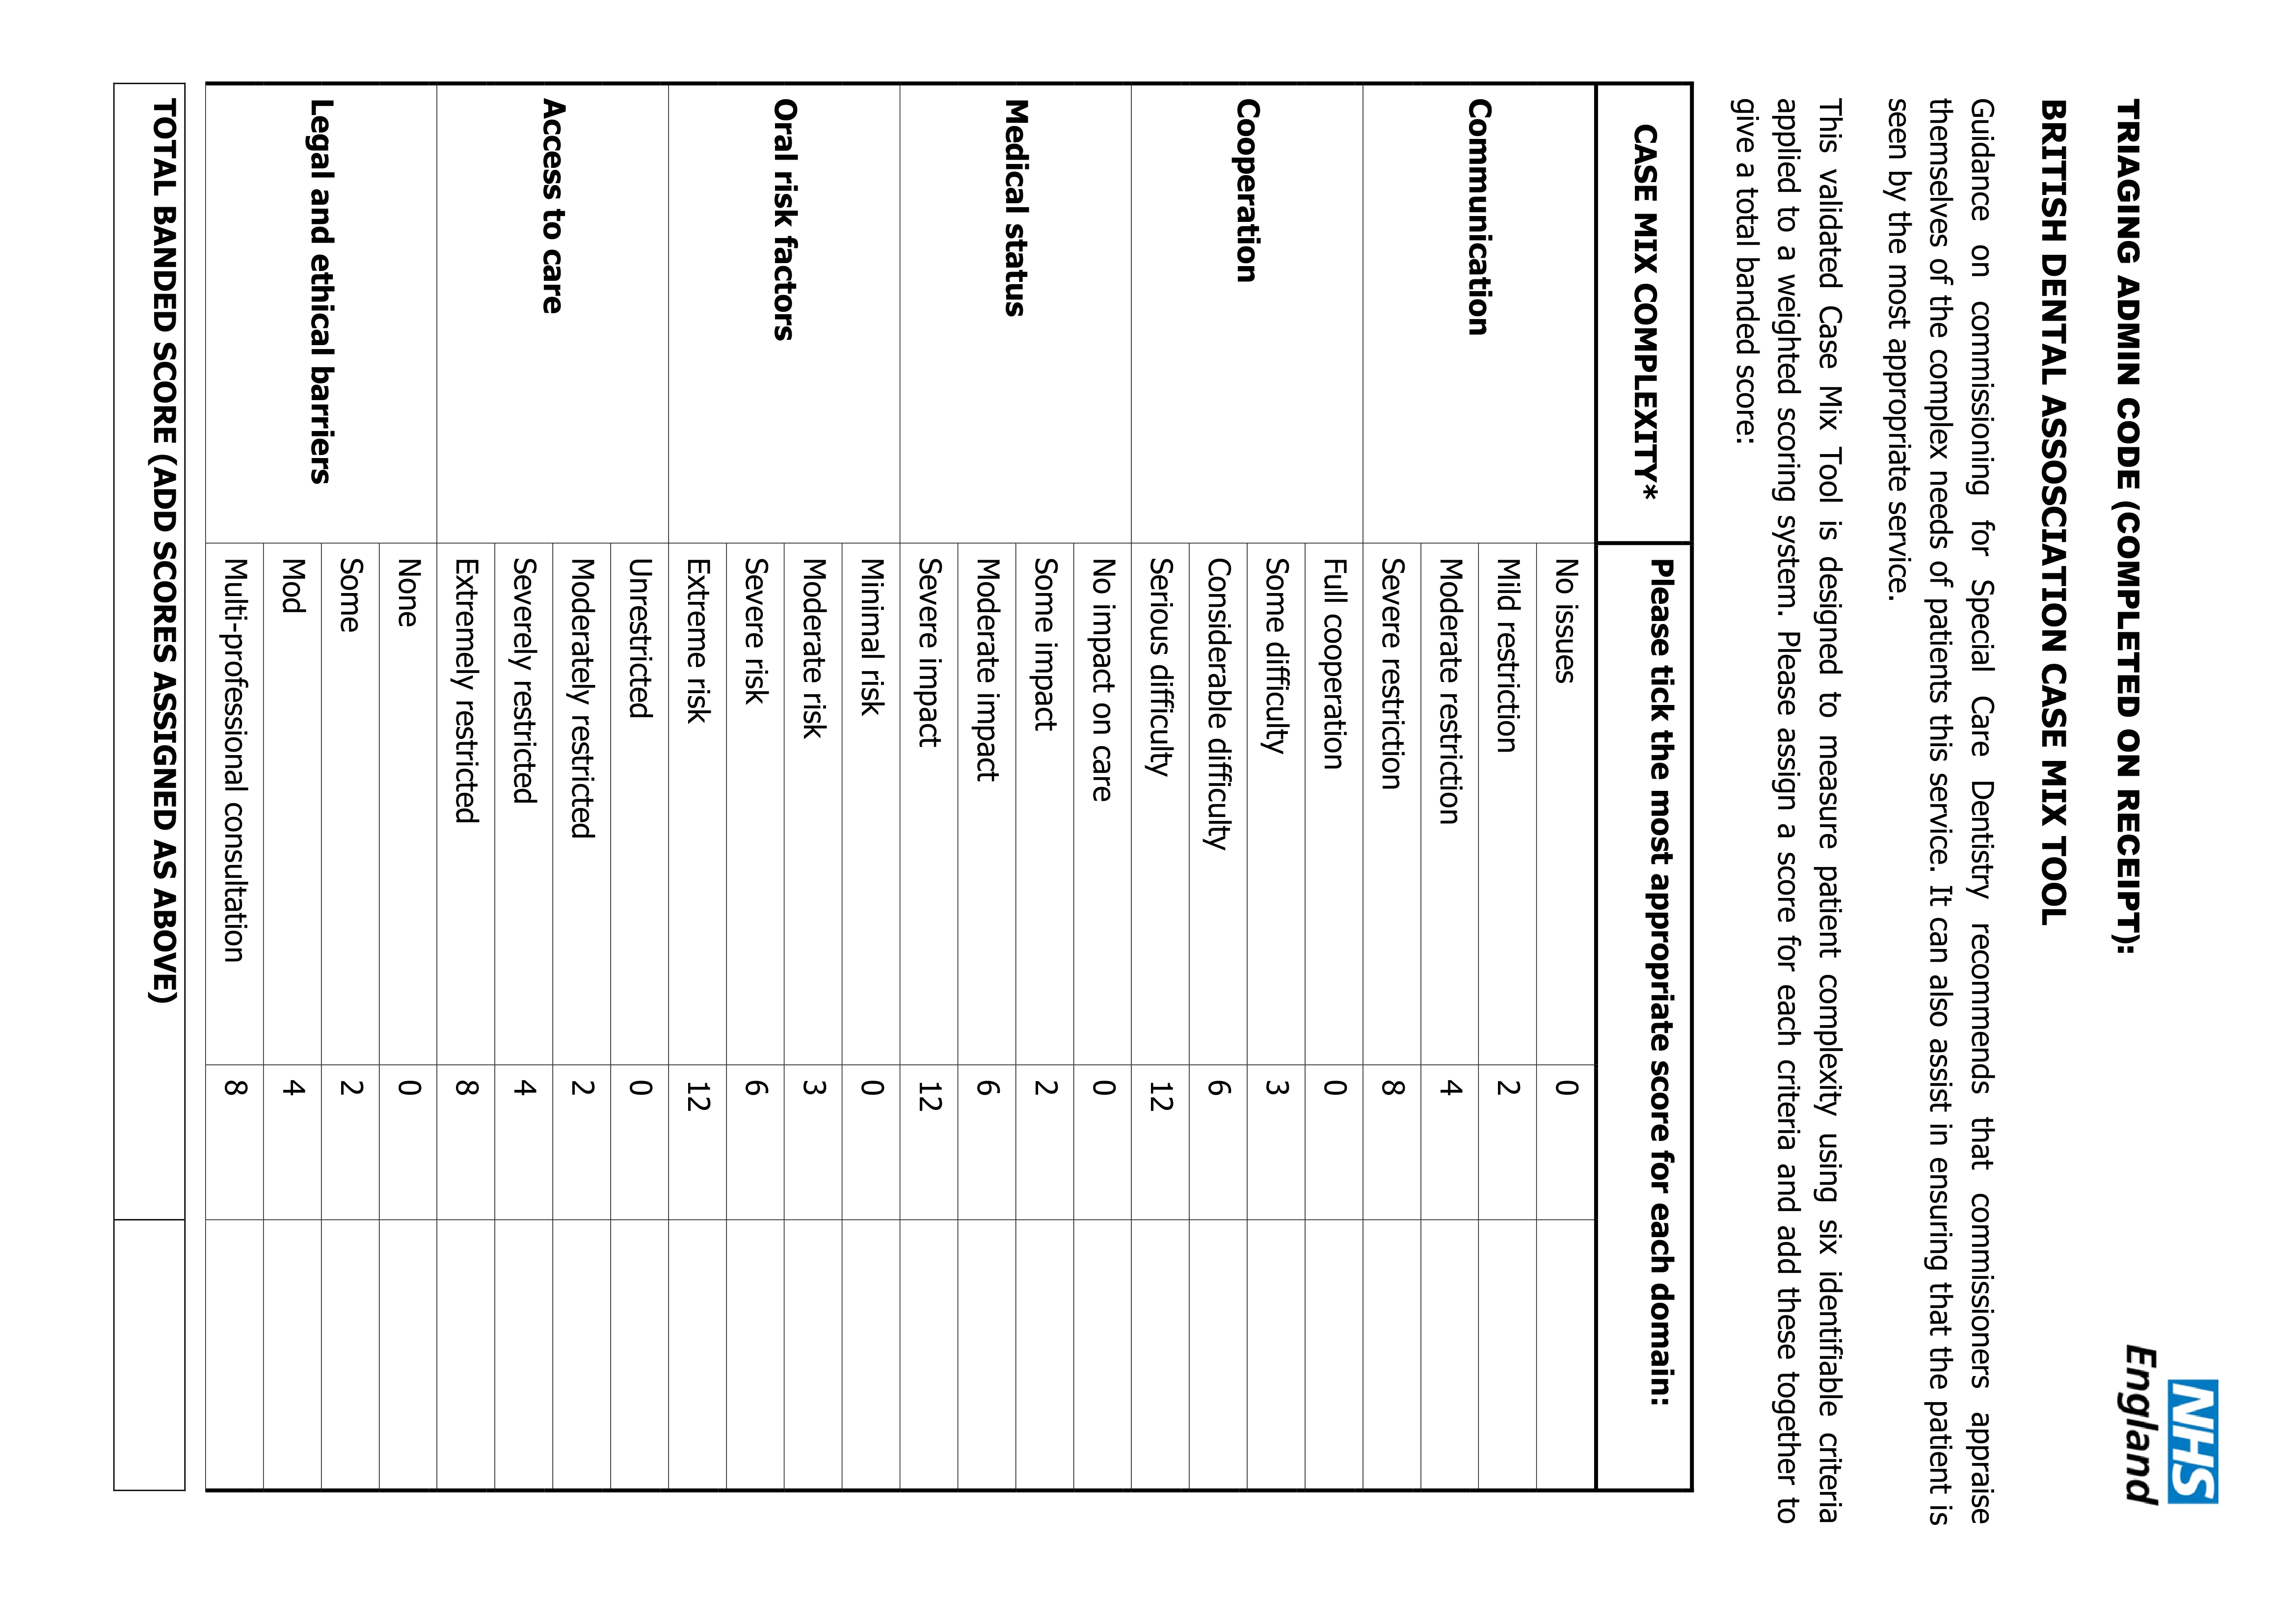 NHS
England
TRIAGING ADMIN CODE (COMPLETED ON RECEIPT):
BRITISH DENTAL ASSOSCIATION CASE MIX TOOL
Guidance on commissioning for Special Care Dentistry recommends that commissioners appraise
themselves of the complex needs of patients this service. It can also assist in ensuring that the patient is
seen by the most appropriate service.
This validated Case Mix Tool is designed to measure patient complexity using six identifiable criteria
applied to a weighted scoring system. Please assign a score for each criteria and add these together to
give a total banded score:
CASE MIX COMPLEXITY* Please tick the most appropriate score for each domain:
Communication
No issues 0
Mild restriction 2
Moderate restriction 4
Severe restriction 8
Cooperation
Full cooperation 0
Some difficulty 3
Considerable difficulty 6
Serious difficulty 12
Medical status
No impact on care 0
Some impact 2
Moderate impact 6
Severe impact 12
Oral risk factors
Minimal risk 0
Moderate risk 3
Severe risk 6
Extreme risk 12
Access to care
Unrestricted 0
Moderately restricted 2
Severely restricted 4
Extremely restricted 8
Legal and ethical barriers
None 0
Some 2
Mod 4
Multi-professional consultation 8
TOTAL BANDED SCORE (ADD SCORES ASSIGNED AS ABOVE)